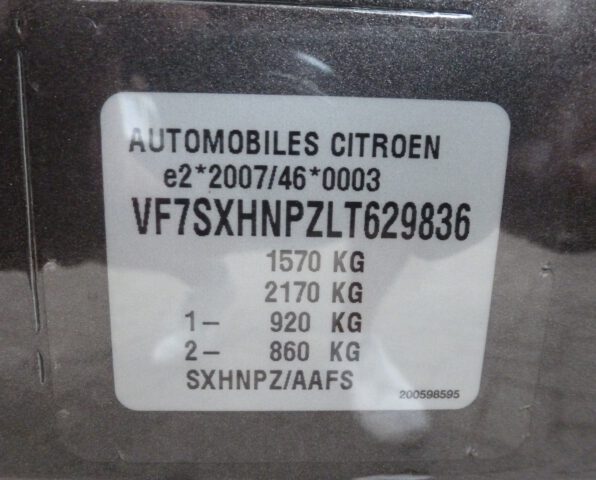 AUTOMOBILES CITROEN
e2*2007/46*0003
VF7SXHNPZLT629836
1570 KG
2170 KG
1– 920 KG
2– 860 KG
SXHNPZ/AAFS
200598595